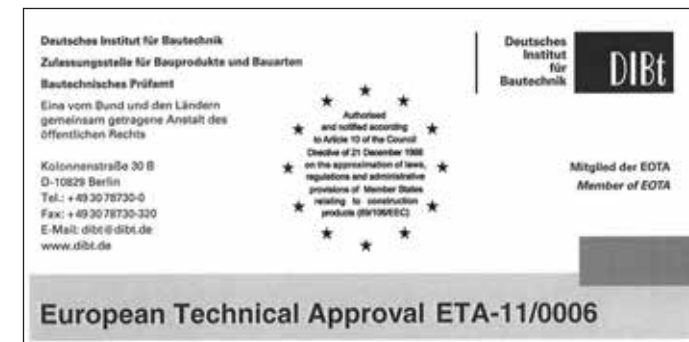 Deutsches Institut für Bautechnik
Zulassungsstelle für Bauprodukte und Bauarten
Bautechnisches Prüfamt
Eine vom Bund und den Ländern
gemeinsam getragene Anstalt des
öffentlichen Rechts
Kolonnenstraße 30 B
D-10829 Berlin
Tel.: +49 30 78730-0
Fax: +49 30 78730-320
E-Mail: dibt@dibt.de
www.dibt.de
Authorised
and notified according
to Article 10 of the Council
Directive of 21 December 1988
on the approximation of laws,
regulations and administrative
provisions of Member States
relating to construction
products (89/106/EEC)
Deutsches
Institut
für
Bautechnik
DIBt
Mitglied der EOTA
Member of EOTA
European Technical Approval ETA-11/0006